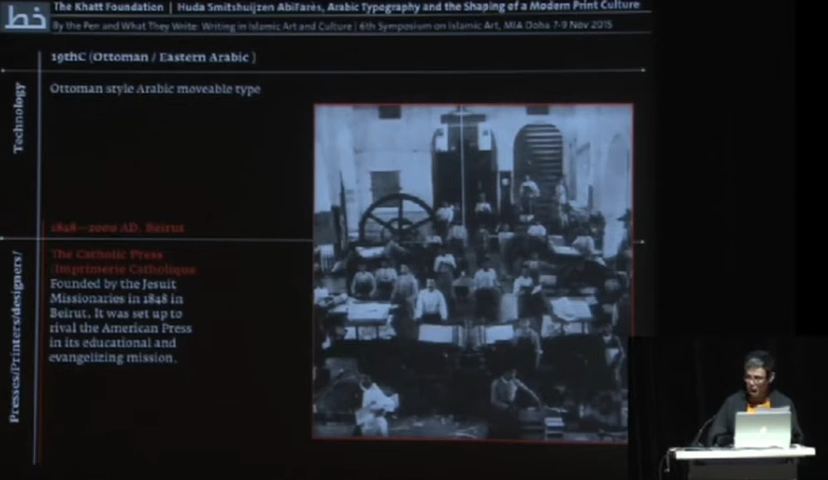 خط
The Khatt Foundation | Huda Smitshuijzen AbiFarès, Arabic Typography and the Shaping of a Modern Print Culture
By the Pen and What They Write: Writing in Islamic Art and Culture | 6th Symposium on Islamic Art, MIA Doha 7-9 Nov 2015
19thC (Ottoman / Eastern Arabic )
Technology
Ottoman style Arabic moveable type
1848—2000 AD, Beirut
Presses/Printers/designers/
The Catholic Press
/Imprimerie Catholique
Founded by the Jesuit
Missionaries in 1848 in
Beirut. It was set up to
rival the American Press
in its educational and
evangelizing mission.